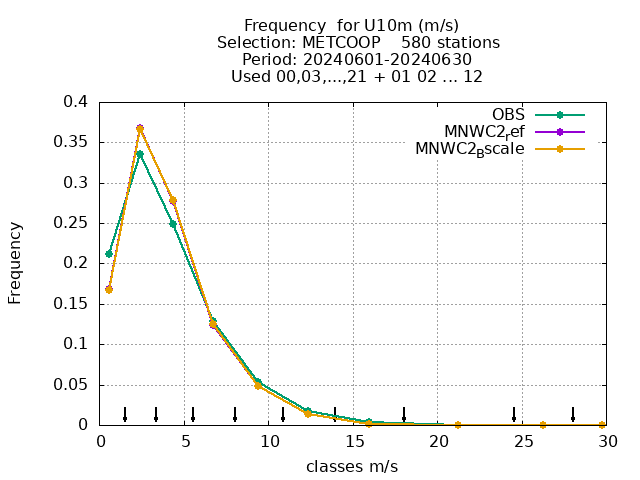 Frequency  for U10m (m/s)
Selection: METCOOP    580 stations
Period: 20240601-20240630
Used 00,03,...,21 + 01 02 ... 12
OBS
MNWC2ref
MNWC2Bscale
Frequency
0.4
0.35
0.3
0.25
0.2
0.15
0.1
0.05
0
0 5 10 15 20 25 30
classes m/s